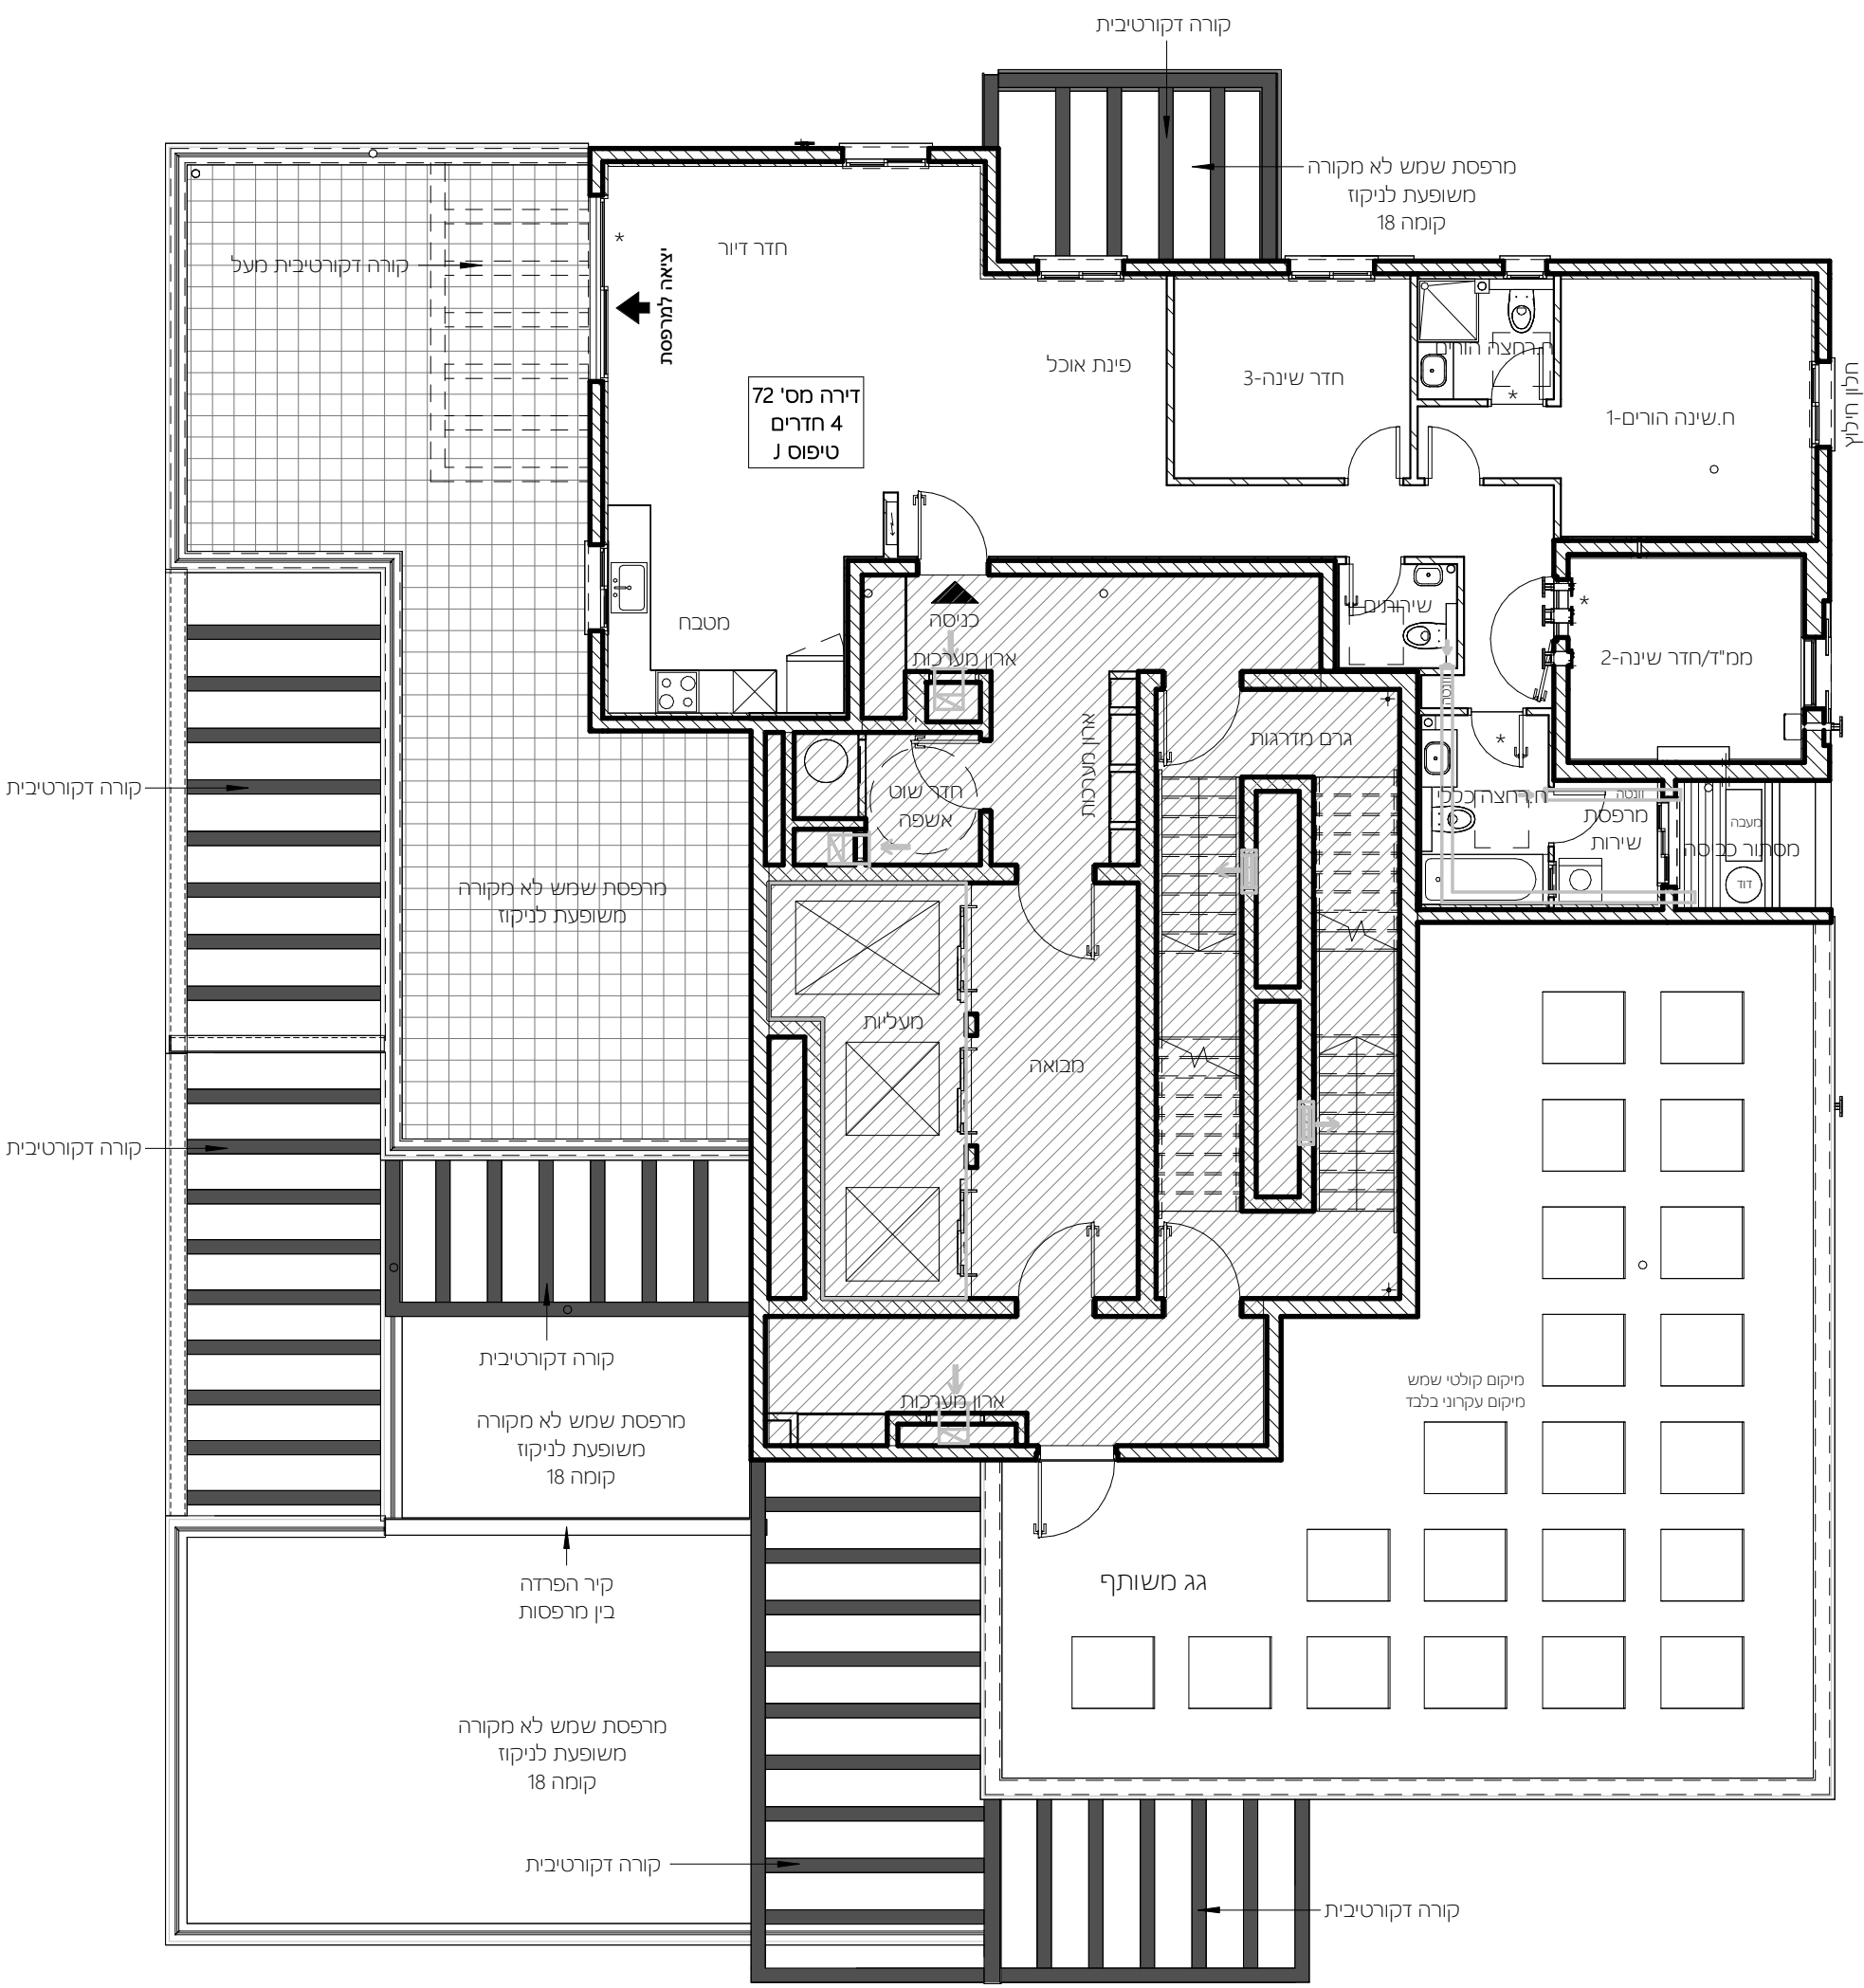 קורה דקורטיבית
מרפסת שמש לא מקורה
משופעת לניקוז
קומה 18
קורה דקורטיבית מעל
יציאה למרפסת
חדר דיור
פינת אוכל
דירה מס' 72
4 חדרים
טיפוס J
חדר שינה-3
ח.רחצה הורים
ח.שינה הורים-1
חלון חילוץ
מטבח
כניסה
ארון מערכות
שירותים
ממ"ד/חדר שינה-2
וונטה
ארון מערכות
גרם מדרגות
חדר שוט
אשפה
ח.רחצה כללי
וונטה
מרפסת
שירות
מעבה
מסתור כביסה
דוד
קורה דקורטיבית
מרפסת שמש לא מקורה
משופעת לניקוז
מעליות
מבואה
קורה דקורטיבית
קורה דקורטיבית
מרפסת שמש לא מקורה
משופעת לניקוז
קומה 18
ארון מערכות
מיקום קולטי שמש
מיקום עקרוני בלבד
קיר הפרדה
בין מרפסות
גג משותף
מרפסת שמש לא מקורה
משופעת לניקוז
קומה 18
קורה דקורטיבית
קורה דקורטיבית